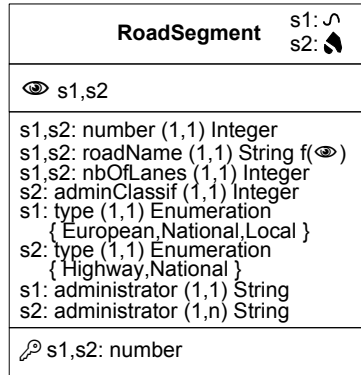 RoadSegment
s1:
s2:
s1,s2
s1,s2: number (1,1) Integer
s1,s2: roadName (1,1) String f( )
s1,s2: nbOfLanes (1,1) Integer
s2: adminClassif (1,1) Integer
s1: type (1,1) Enumeration
{ European,National,Local }
s2: type (1,1) Enumeration
{ Highway,National }
s1: administrator (1,1) String
s2: administrator (1,n) String
s1,s2: number